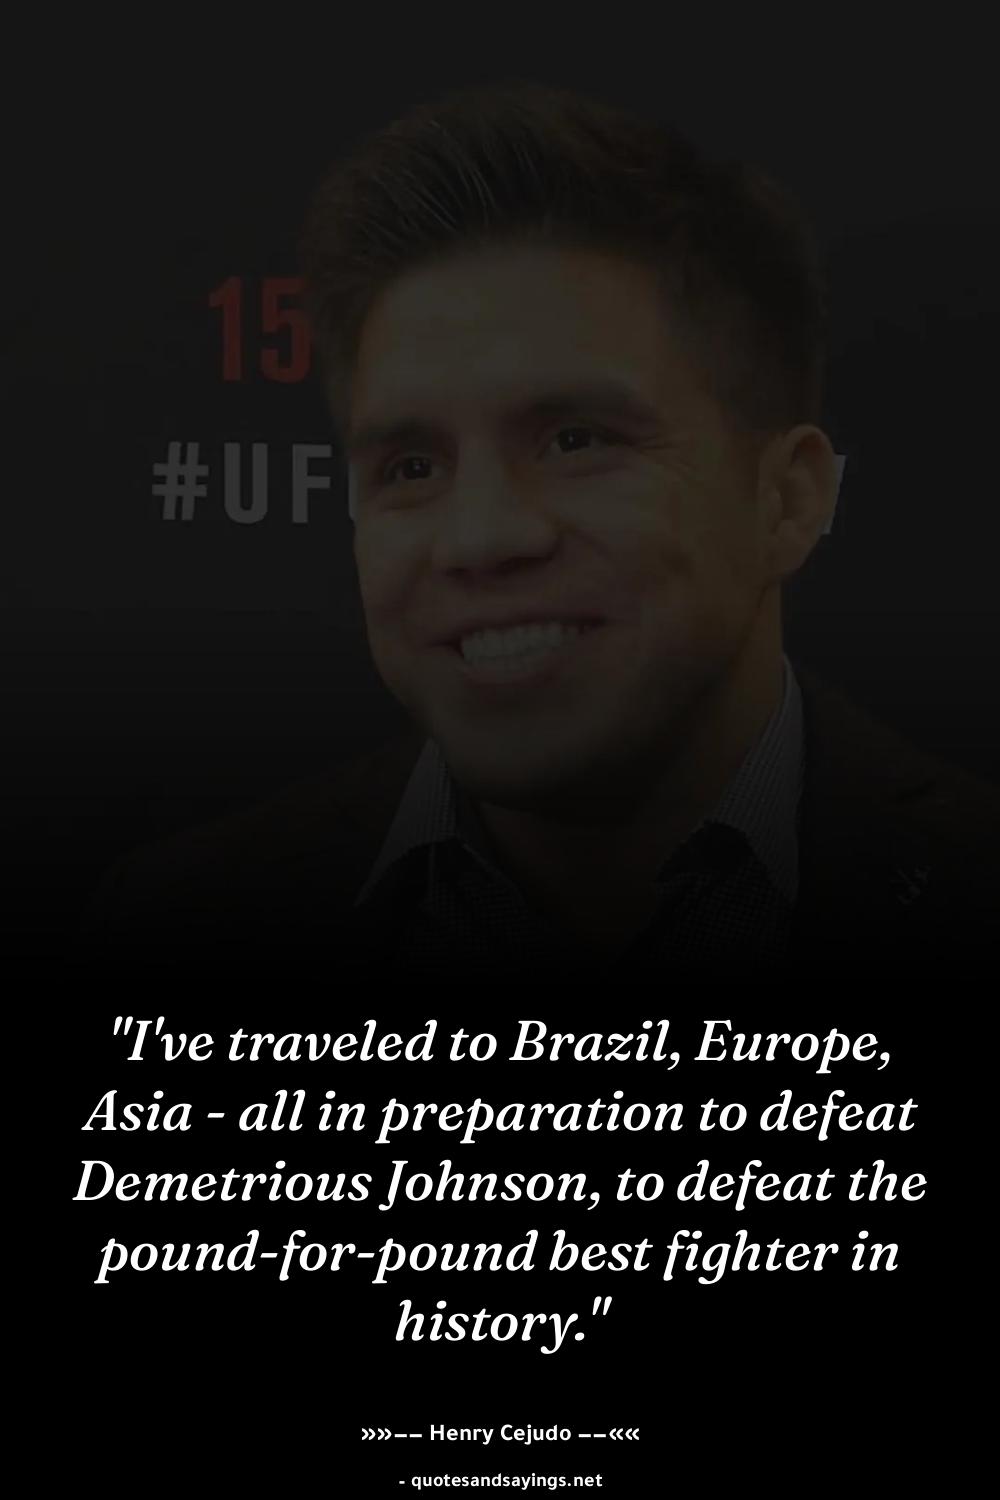 15
#UF
"I've traveled to Brazil, Europe,
Asia - all in preparation to defeat
Demetrious Johnson, to defeat the
pound-for-pound best fighter in
history."
»»-- Henry Cejudo --««
- quotesandsayings.net